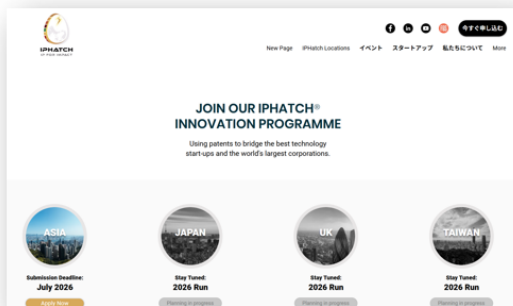 IPHATCH
IP FOR IMPACT
今すぐ申し込む
New Page IPHatch Locations イベント スタートアップ 私たちについて More
JOIN OUR IPHATCH®
INNOVATION PROGRAMME
Using patents to bridge the best technology
start-ups and the world's largest corporations.
ASIA
JAPAN
UK
TAIWAN
Submission Deadline:
July 2026
Apply Now
Stay Tuned:
2026 Run
Planning in progress
Stay Tuned:
2026 Run
Planning in progress
Stay Tuned:
2026 Run
Planning in progress